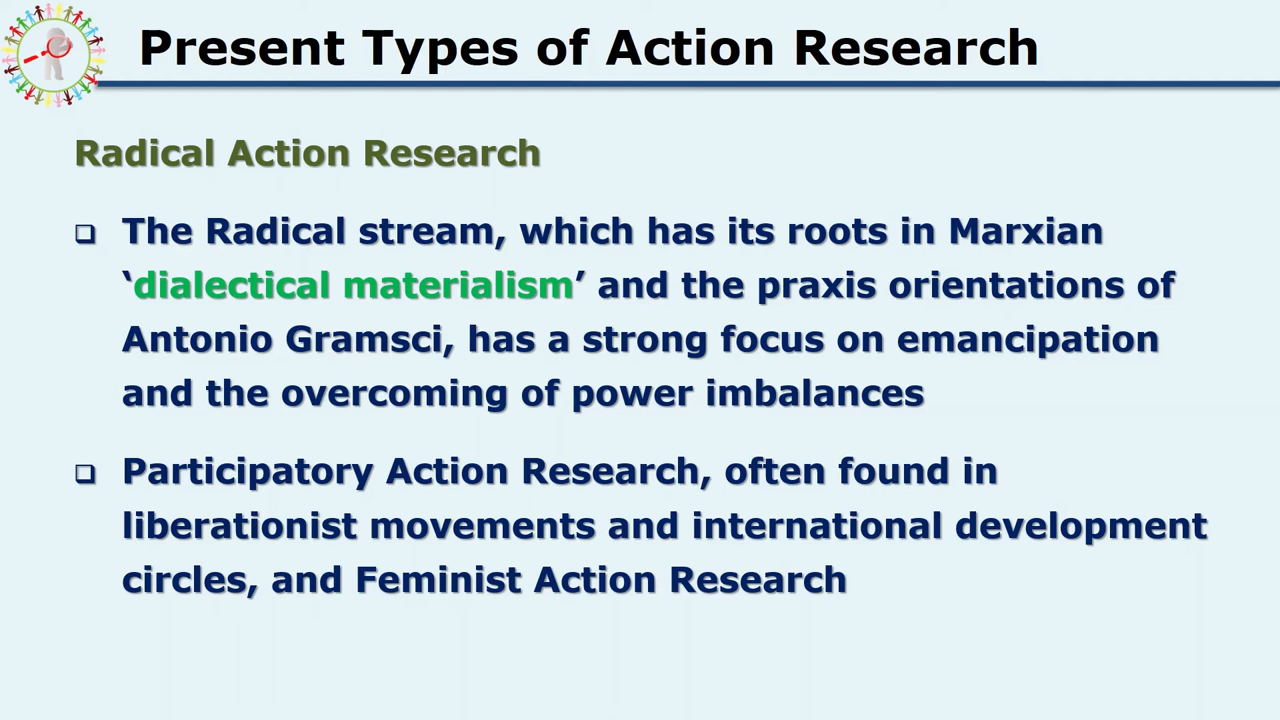 Present Types of Action Research
Radical Action Research
The Radical stream, which has its roots in Marxian
‘dialectical materialism’ and the praxis orientations of
Antonio Gramsci, has a strong focus on emancipation
and the overcoming of power imbalances
Participatory Action Research, often found in
liberationist movements and international development
circles, and Feminist Action Research